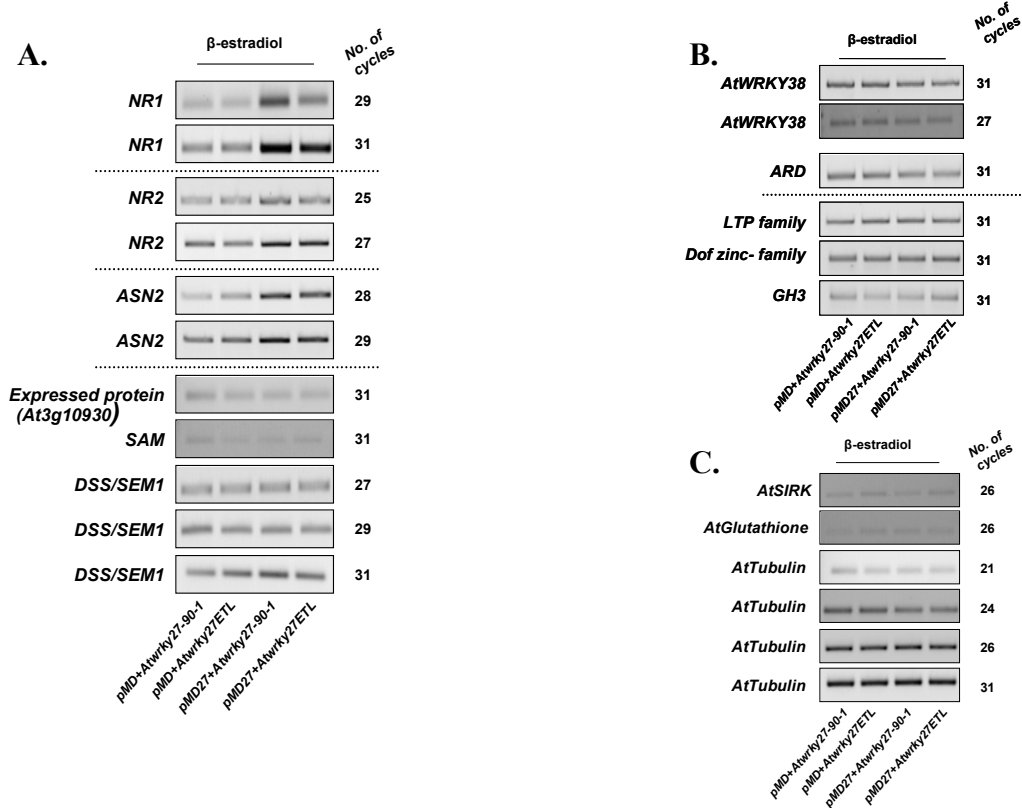 A.
β-estradiol
No. of
cycles
NR1 29
NR1 31
NR2 25
NR2 27
ASN2 28
ASN2 29
Expressed protein
(At3g10930) 31
SAM 31
DSS/SEM1 27
DSS/SEM1 29
DSS/SEM1 31
pMD+Atwrky27-90-1
pMD+Atwrky27ETL
pMD27+Atwrky27-90-1
pMD27+Atwrky27ETL
B.
β-estradiol
No. of
cycles
AtWRKY38 31
AtWRKY38 27
ARD 31
LTP family 31
Dof zinc- family 31
GH3 31
pMD+Atwrky27-90-1
pMD+Atwrky27ETL
pMD27+Atwrky27-90-1
pMD27+Atwrky27ETL
C.
β-estradiol
No. of
cycles
AtSIRK 26
AtGlutathione 26
AtTubulin 21
AtTubulin 24
AtTubulin 26
AtTubulin 31
pMD+Atwrky27-90-1
pMD+Atwrky27ETL
pMD27+Atwrky27-90-1
pMD27+Atwrky27ETL